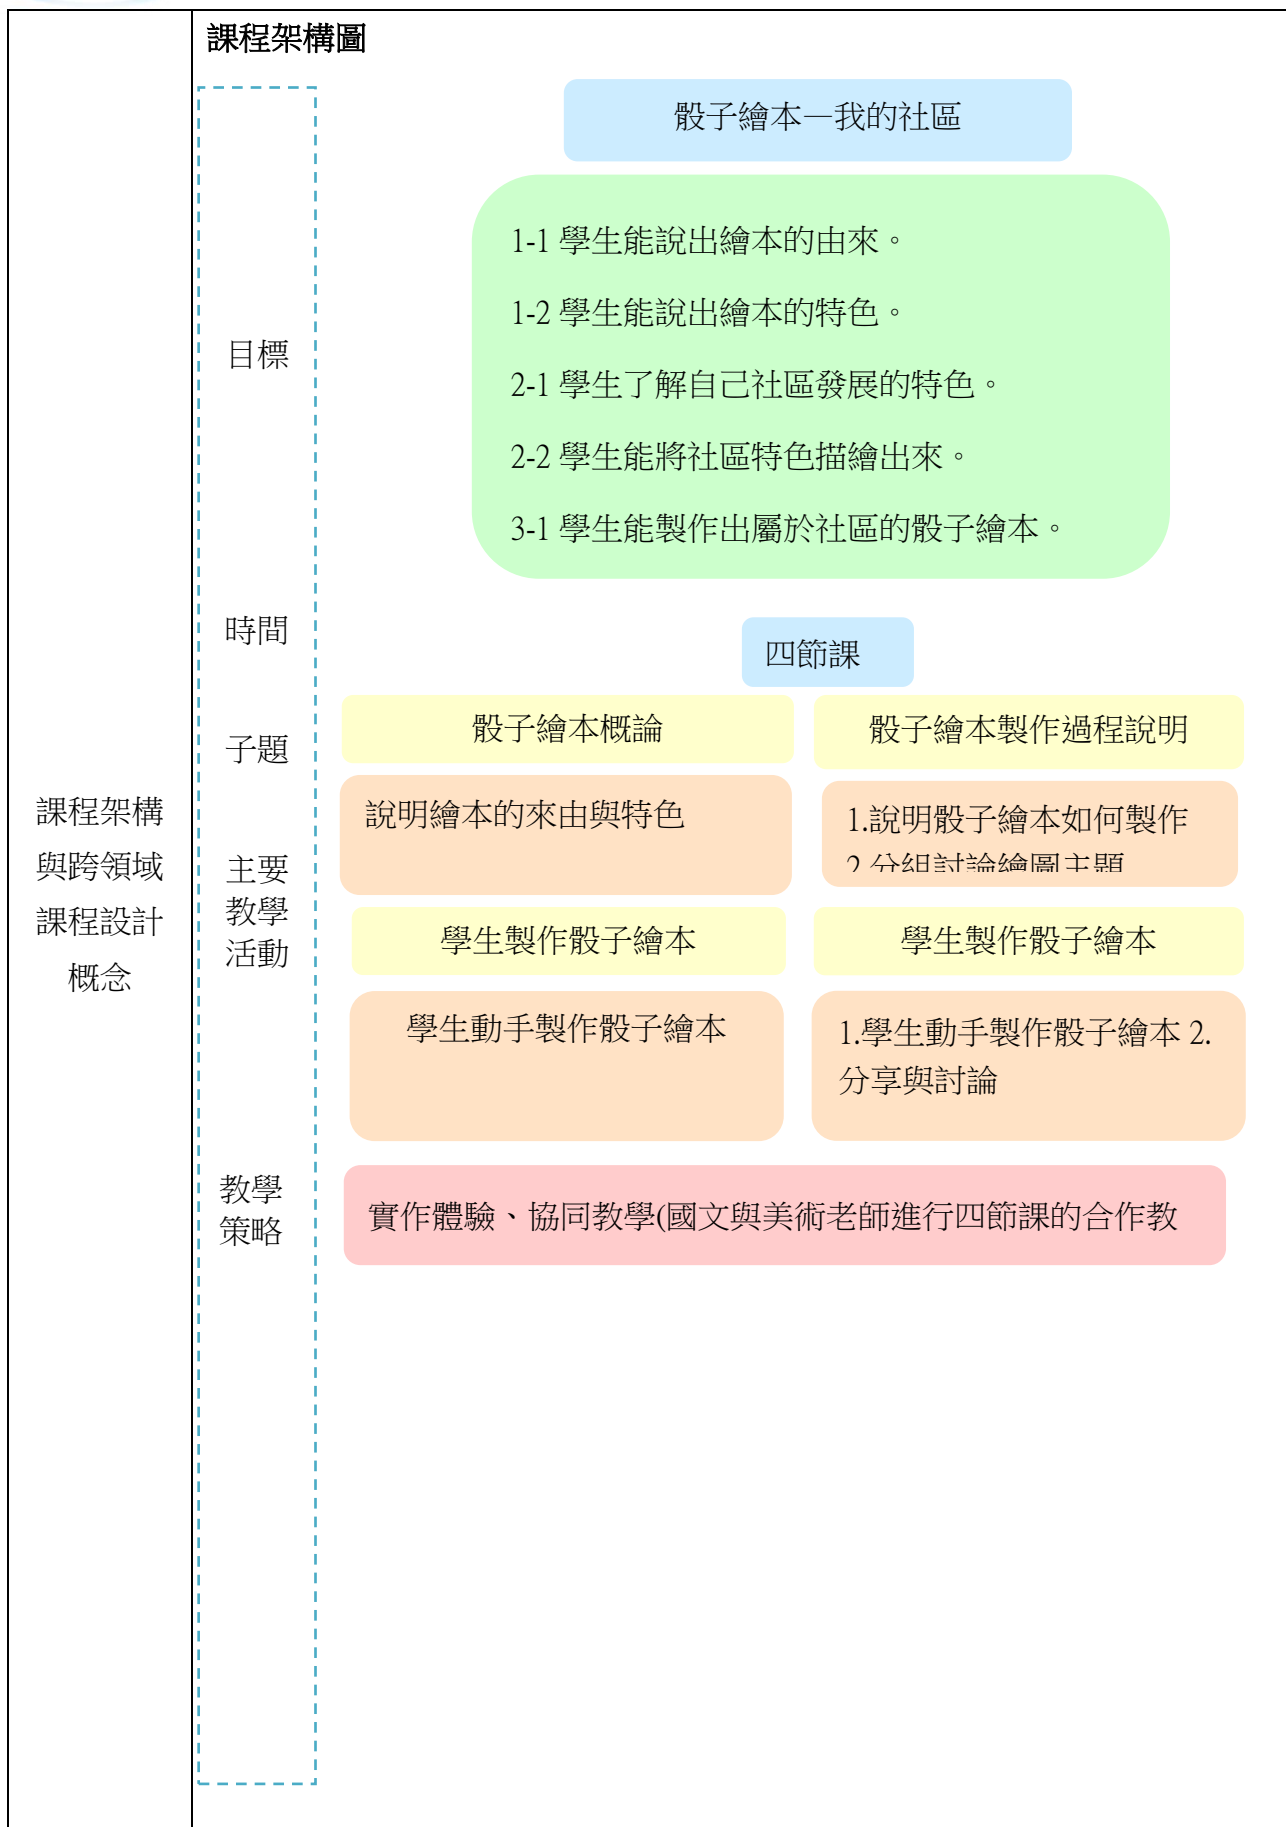 課程架構圖
骰子繪本—我的社區
1-1 學生能說出繪本的由來。
1-2 學生能說出繪本的特色。
目標
2-1 學生了解自己社區發展的特色。
2-2 學生能將社區特色描繪出來。
3-1 學生能製作出屬於社區的骰子繪本。
時間
四節課
子題
骰子繪本概論
骰子繪本製作過程說明
課程架構
與跨領域
課程設計
概念
主要
教學
活動
說明繪本的來由與特色
1.說明骰子繪本如何製作
2.分組討論繪圖主題
學生製作骰子繪本
學生製作骰子繪本
學生動手製作骰子繪本
1.學生動手製作骰子繪本 2.
分享與討論
教學
策略
實作體驗、協同教學(國文與美術老師進行四節課的合作教